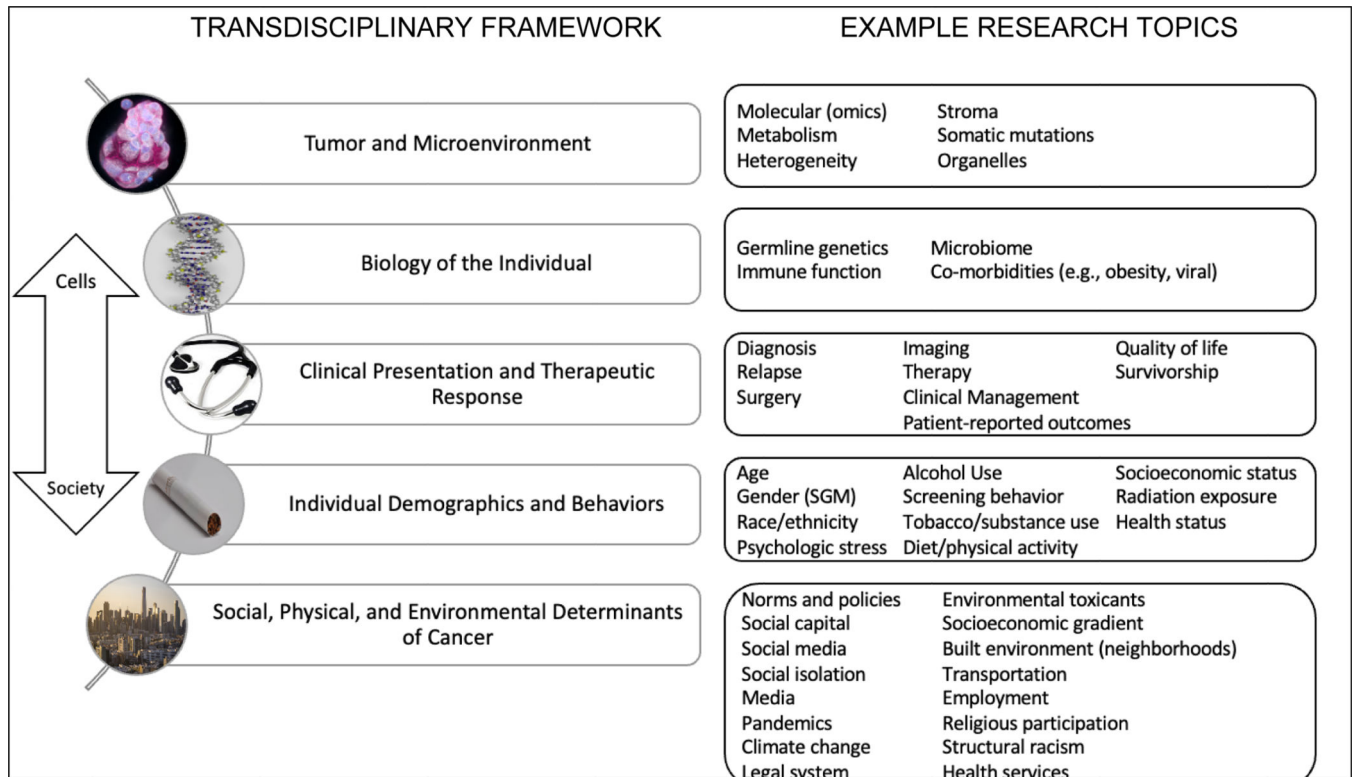 TRANSDISCIPLINARY FRAMEWORK
EXAMPLE RESEARCH TOPICS
Cells
Society
Tumor and Microenvironment
Molecular (omics) Stroma
Metabolism Somatic mutations
Heterogeneity Organelles
Biology of the Individual
Germline genetics Microbiome
Immune function Co-morbidities (e.g., obesity, viral)
Clinical Presentation and Therapeutic
Response
Diagnosis Imaging Quality of life
Relapse Therapy Survivorship
Surgery Clinical Management
Patient-reported outcomes
Individual Demographics and Behaviors
Age Alcohol Use Socioeconomic status
Gender (SGM) Screening behavior Radiation exposure
Race/ethnicity Tobacco/substance use Health status
Psychologic stress Diet/physical activity
Social, Physical, and Environmental Determinants
of Cancer
Norms and policies Environmental toxicants
Social capital Socioeconomic gradient
Social media Built environment (neighborhoods)
Social isolation Transportation
Media Employment
Pandemics Religious participation
Climate change Structural racism
Legal system Health services